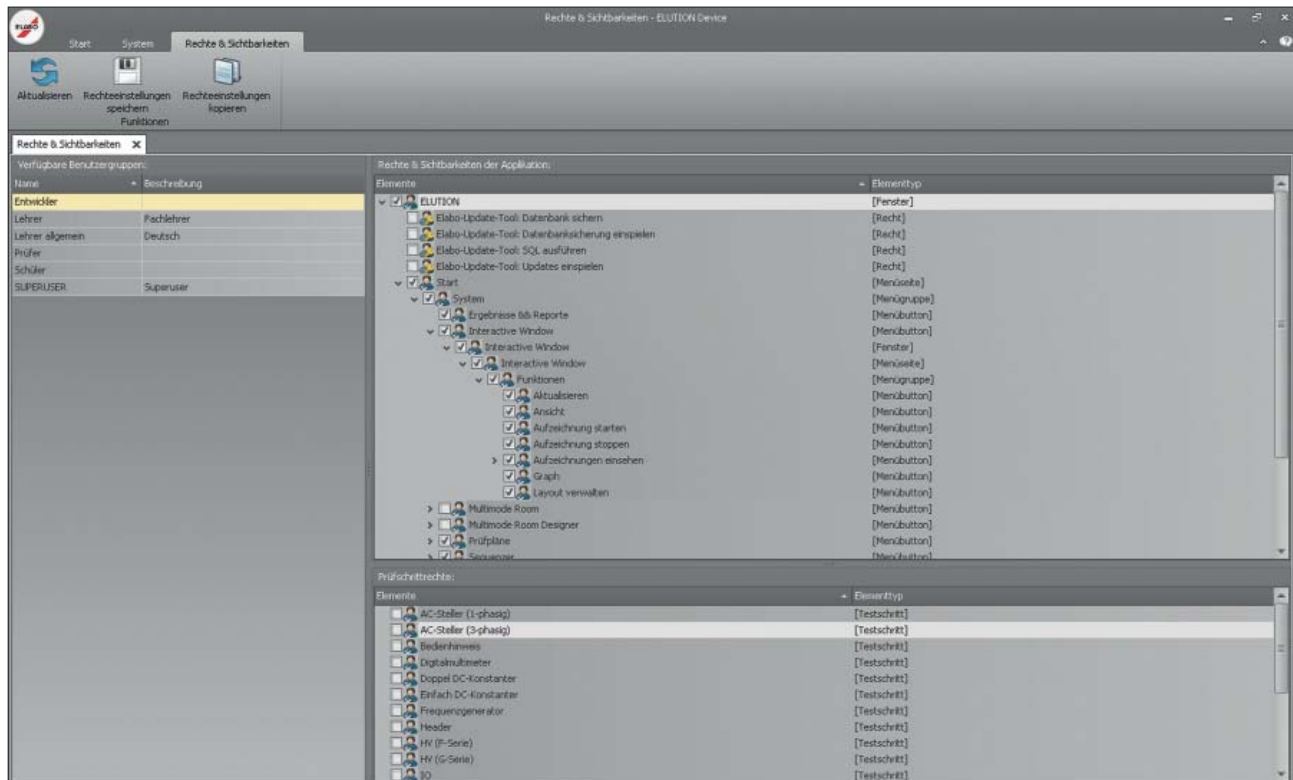 ELABO
Rechte & Sichtbarkeiten - ELUTION Device
Start System Rechte & Sichtbarkeiten
Aktualisieren Rechteeinstellungen speichern Rechteeinstellungen kopieren
Funktionen
Rechte & Sichtbarkeiten
Verfügbare Benutzergruppen:
Name Beschreibung
Entwickler
Lehrer Fachlehrer
Lehrer allgemein Deutsch
Prüfer
Schüler
SUPERUSER Superuser
Rechte & Sichtbarkeiten der Applikation:
Elemente Elementtyp
ELUTION [Fenster]
Elabo-Update-Tool: Datenbank sichern [Recht]
Elabo-Update-Tool: Datenbanksicherung einspielen [Recht]
Elabo-Update-Tool: SQL ausführen [Recht]
Elabo-Update-Tool: Updates einspielen [Recht]
Start [Menüseite]
System [Menügruppe]
Ergebnisse && Reporte [Menübutton]
Interactive Window [Menübutton]
Interactive Window [Fenster]
Interactive Window [Menüseite]
Funktionen [Menügruppe]
Aktualisieren [Menübutton]
Ansicht [Menübutton]
Aufzeichnung starten [Menübutton]
Aufzeichnung stoppen [Menübutton]
Aufzeichnungen einsehen [Menübutton]
Graph [Menübutton]
Layout verwalten [Menübutton]
Multimode Room [Menübutton]
Multimode Room Designer [Menübutton]
Prüfpläne [Menübutton]
Sequenzer [Menübutton]
Prüfschrittrechte:
Elemente Elementtyp
AC-Steller (1-phasig) [Testschritt]
AC-Steller (3-phasig) [Testschritt]
Bedienhinweis [Testschritt]
Digitalmultimeter [Testschritt]
Doppel DC-Konstanter [Testschritt]
Einfach DC-Konstanter [Testschritt]
Frequenzgenerator [Testschritt]
Header [Testschritt]
HV (F-Serie) [Testschritt]
HV (G-Serie) [Testschritt]
IO [Testschritt]